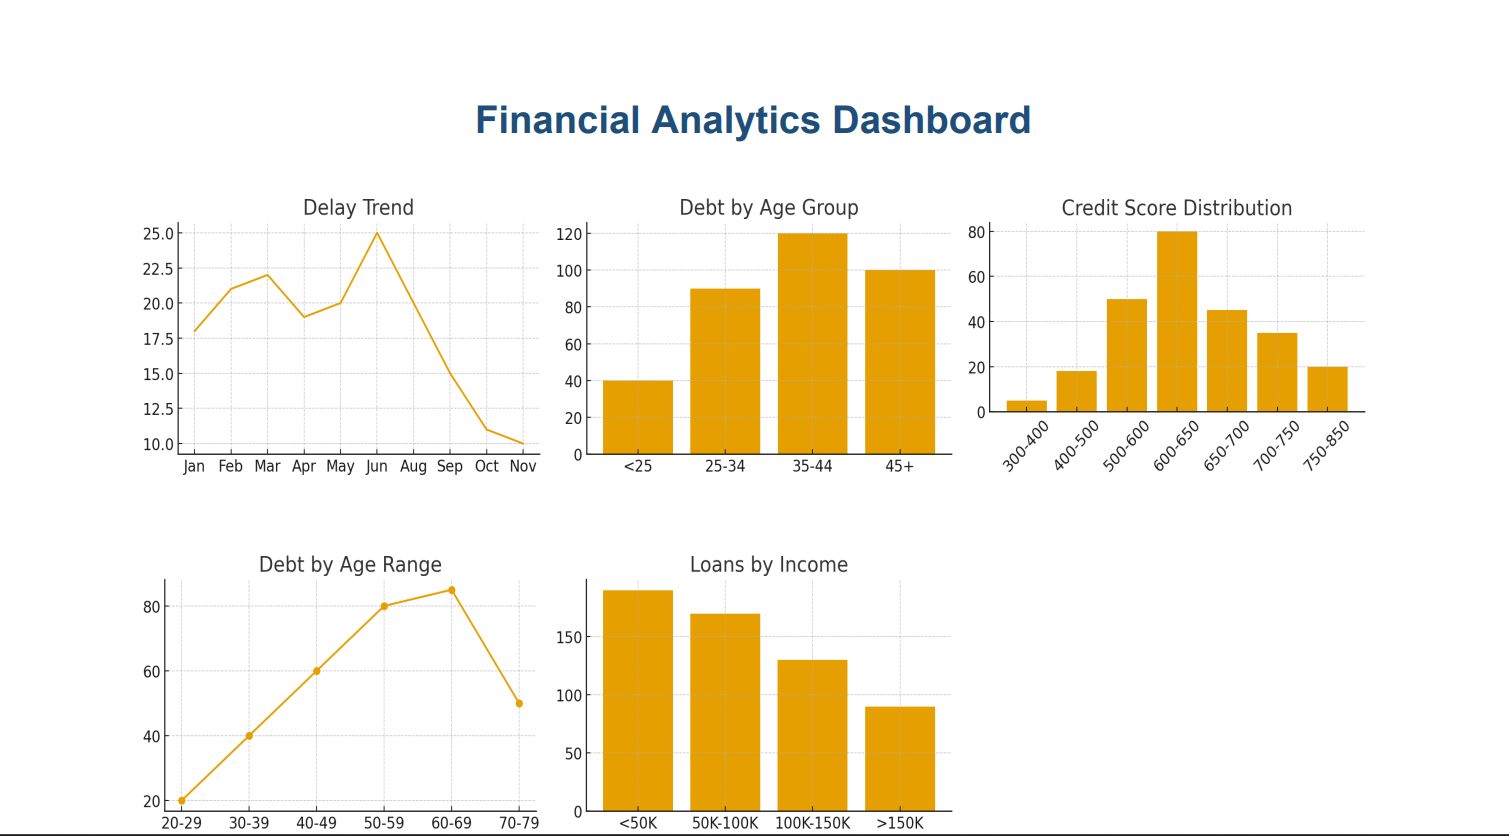 Financial Analytics Dashboard
Delay Trend
25.0
22.5
20.0
17.5
15.0
12.5
10.0
Jan Feb Mar Apr May Jun Aug Sep Oct Nov
Debt by Age Group
120
100
80
60
40
20
0
<25 25-34 35-44 45+
Credit Score Distribution
80
60
40
20
0
300-400 400-500 500-600 600-650 650-700 700-750 750-850
Debt by Age Range
80
60
40
20
20-29 30-39 40-49 50-59 60-69 70-79
Loans by Income
150
100
50
0
<50K 50K-100K 100K-150K >150K